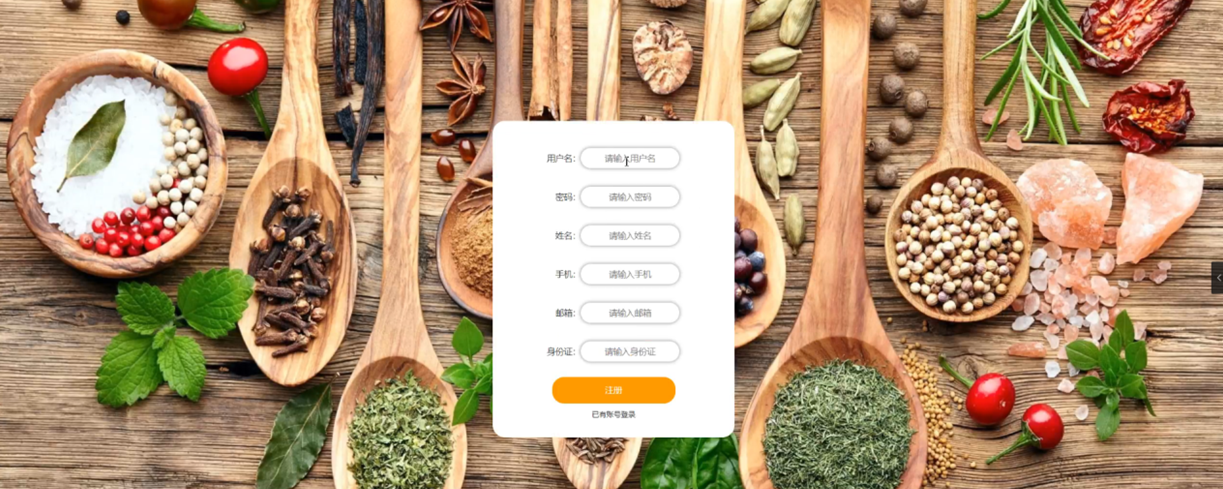 用户名: 请输入用户名
密码: 请输入密码
姓名: 请输入姓名
手机: 请输入手机
邮箱: 请输入邮箱
身份证: 请输入身份证
注册
已有账号登录